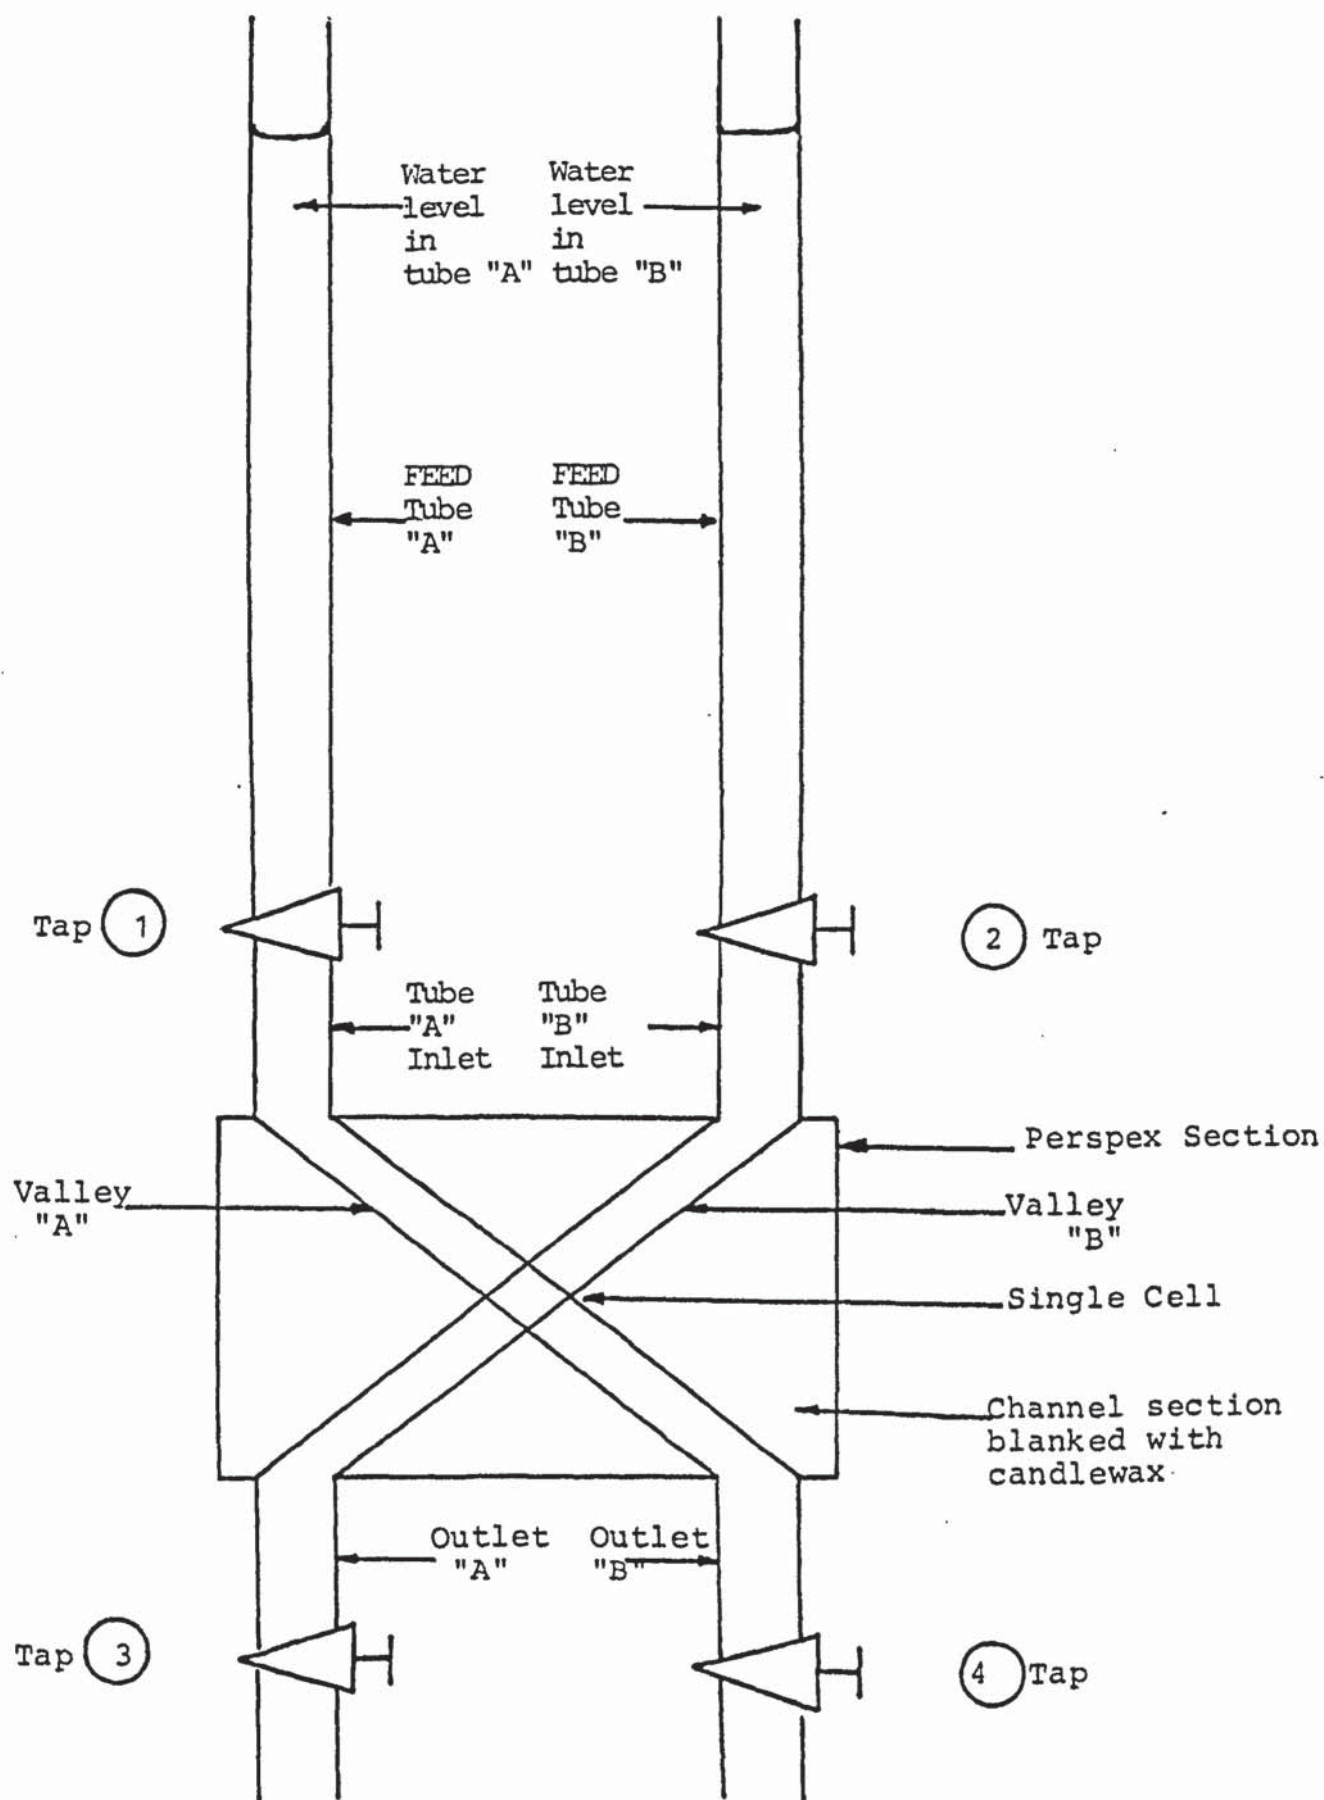 Water
level
in
tube "A"
Water
level
in
tube "B"
FEED
Tube
"A"
FEED
Tube
"B"
Tap 1
2 Tap
Tube
"A"
Inlet
Tube
"B"
Inlet
Perspex Section
Valley
"A"
Valley
"B"
Single Cell
Channel section
blanked with
candlewax
Outlet
"A"
Outlet
"B"
Tap 3
4 Tap